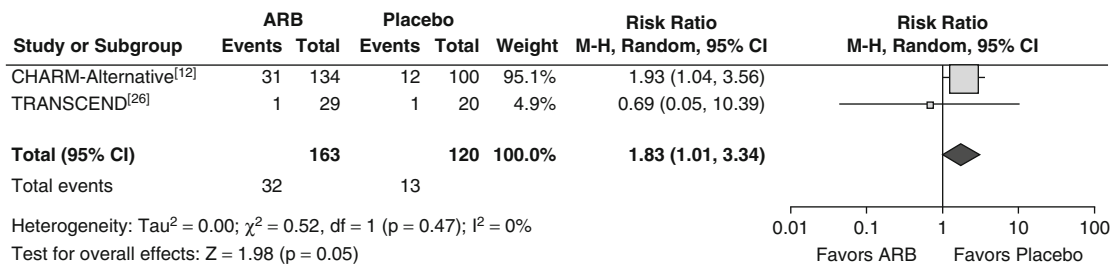 ARB Placebo Risk Ratio Risk Ratio
Study or Subgroup Events Total Events Total Weight M-H, Random, 95% CI M-H, Random, 95% CI
CHARM-Alternative[12] 31 134 12 100 95.1% 1.93 (1.04, 3.56)
TRANSCEND[26] 1 29 1 20 4.9% 0.69 (0.05, 10.39)
Total (95% CI) 163 120 100.0% 1.83 (1.01, 3.34)
Total events 32 13
Heterogeneity: Tau² = 0.00; χ² = 0.52, df = 1 (p = 0.47); I² = 0%
Test for overall effects: Z = 1.98 (p = 0.05)
0.01 0.1 1 10 100
Favors ARB Favors Placebo